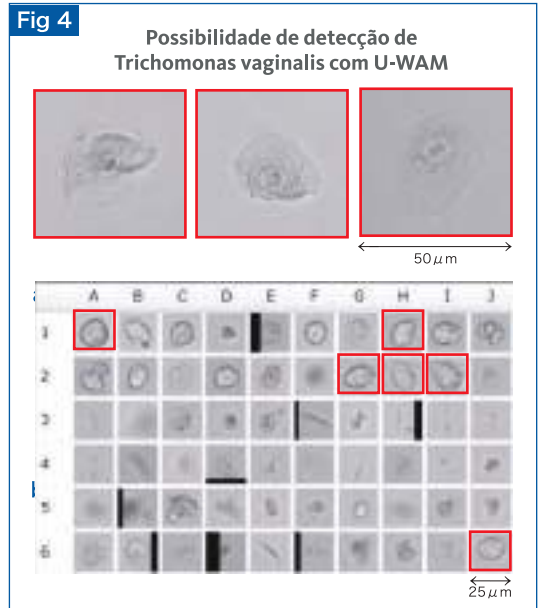 Fig 4
Possibilidade de detecção de
Trichomonas vaginalis com U-WAM
50μm
A B C D E F G H I J
1
2
3
4
5
6
25μm